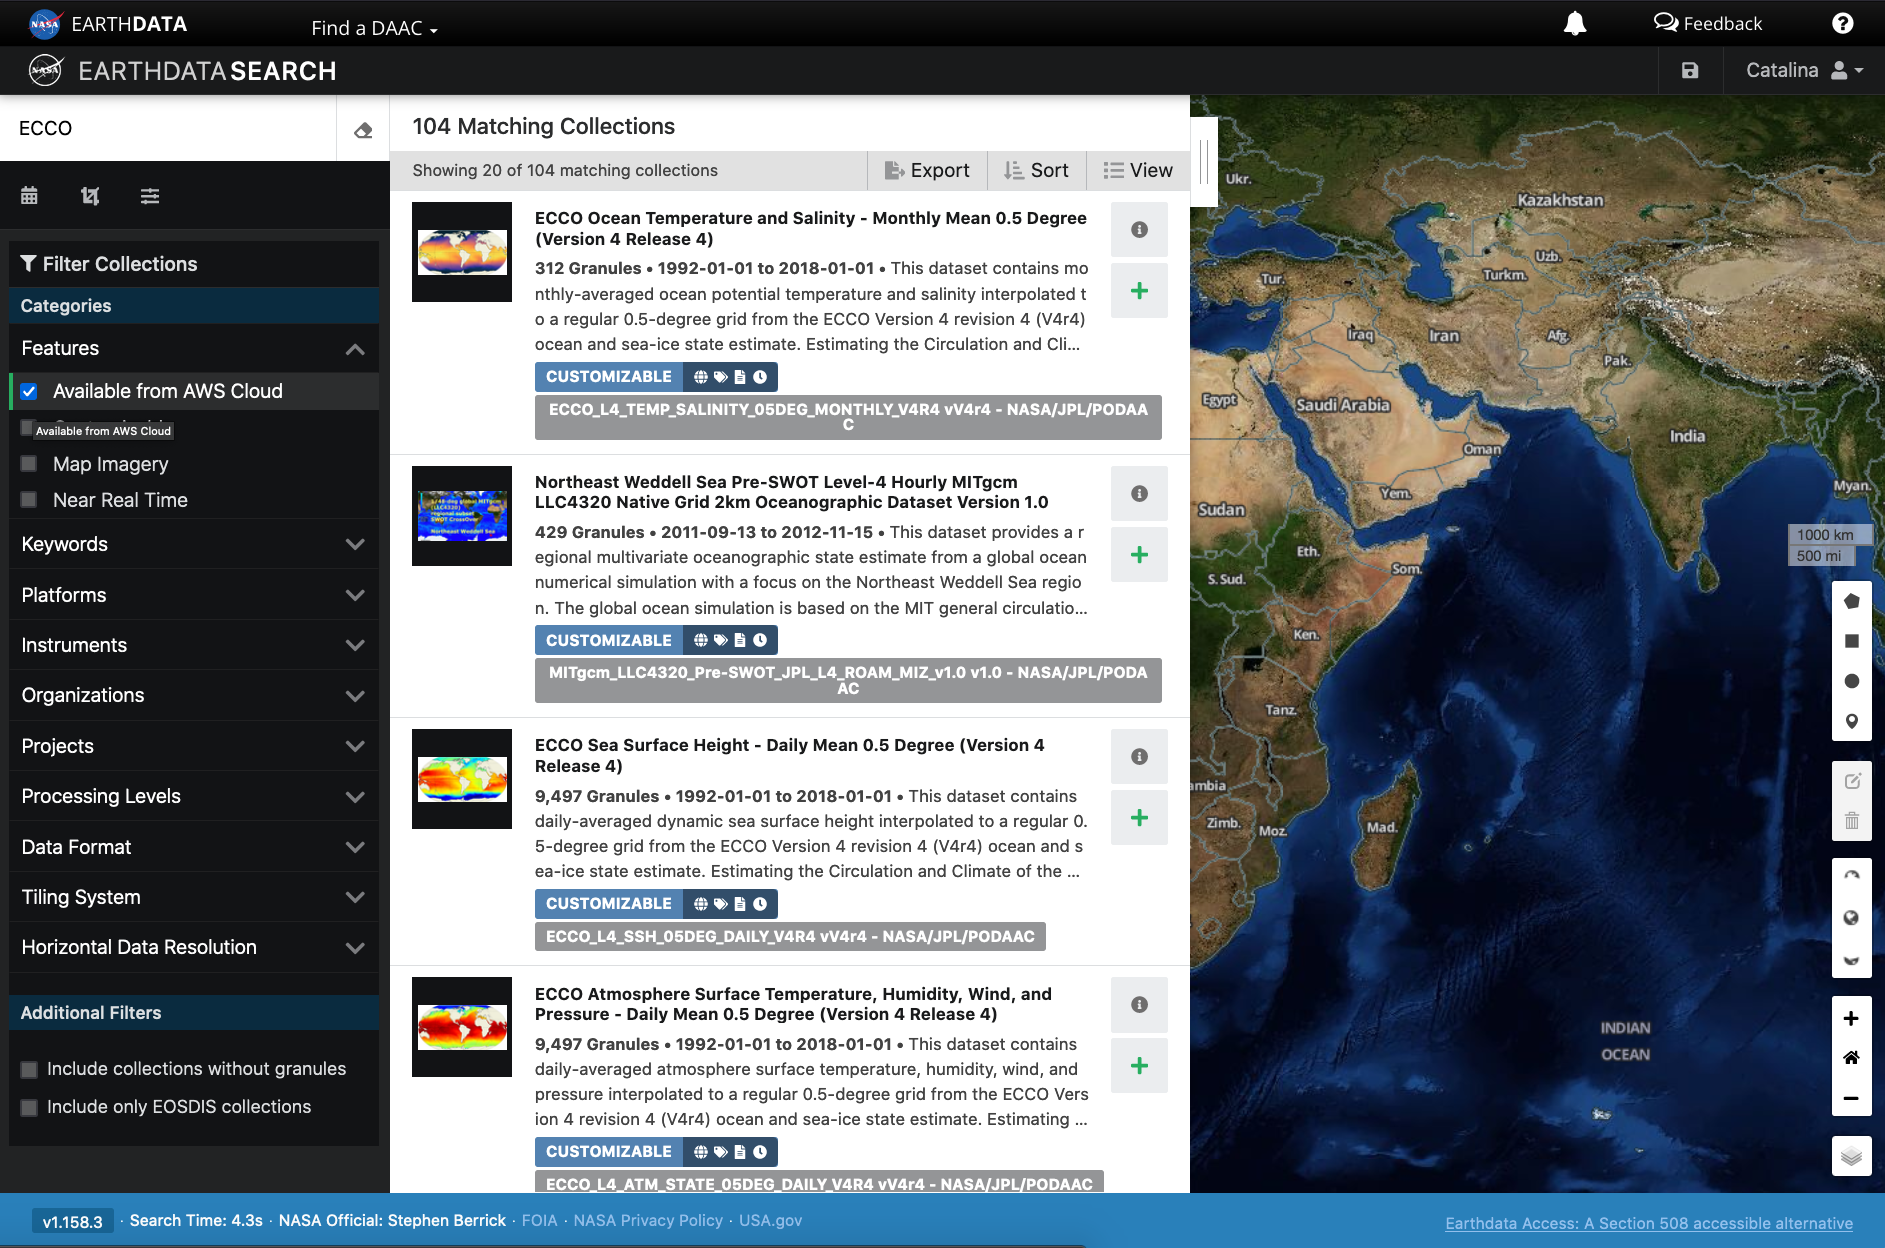 EARTHDATA
Find a DAAC
Feedback
EARTHDATA SEARCH
Catalina
ECCO
Filter Collections
Categories
Features
Available from AWS Cloud
Available from AWS Cloud
Map Imagery
Near Real Time
Keywords
Platforms
Instruments
Organizations
Projects
Processing Levels
Data Format
Tiling System
Horizontal Data Resolution
Additional Filters
Include collections without granules
Include only EOSDIS collections
104 Matching Collections
Showing 20 of 104 matching collections
Export
Sort
View
ECCO Ocean Temperature and Salinity - Monthly Mean 0.5 Degree
(Version 4 Release 4)
312 Granules • 1992-01-01 to 2018-01-01 • This dataset contains mo
nthly-averaged ocean potential temperature and salinity interpolated t
o a regular 0.5-degree grid from the ECCO Version 4 revision 4 (V4r4)
ocean and sea-ice state estimate. Estimating the Circulation and Cli...
CUSTOMIZABLE
ECCO_L4_TEMP_SALINITY_05DEG_MONTHLY_V4R4 vV4r4 - NASA/JPL/PODAA
C
Northeast Weddell Sea Pre-SWOT Level-4 Hourly MITgcm
LLC4320 Native Grid 2km Oceanographic Dataset Version 1.0
429 Granules • 2011-09-13 to 2012-11-15 • This dataset provides a r
egional multivariate oceanographic state estimate from a global ocean
numerical simulation with a focus on the Northeast Weddell Sea regio
n. The global ocean simulation is based on the MIT general circulatio...
CUSTOMIZABLE
MITgcm_LLC4320_Pre-SWOT_JPL_L4_ROAM_MIZ_v1.0 v1.0 - NASA/JPL/PODA
AC
ECCO Sea Surface Height - Daily Mean 0.5 Degree (Version 4
Release 4)
9,497 Granules • 1992-01-01 to 2018-01-01 • This dataset contains
daily-averaged dynamic sea surface height interpolated to a regular 0.
5-degree grid from the ECCO Version 4 revision 4 (V4r4) ocean and s
ea-ice state estimate. Estimating the Circulation and Climate of the ...
CUSTOMIZABLE
ECCO_L4_SSH_05DEG_DAILY_V4R4 vV4r4 - NASA/JPL/PODAAC
ECCO Atmosphere Surface Temperature, Humidity, Wind, and
Pressure - Daily Mean 0.5 Degree (Version 4 Release 4)
9,497 Granules • 1992-01-01 to 2018-01-01 • This dataset contains
daily-averaged atmosphere surface temperature, humidity, wind, and
pressure interpolated to a regular 0.5-degree grid from the ECCO Vers
ion 4 revision 4 (V4r4) ocean and sea-ice state estimate. Estimating ...
CUSTOMIZABLE
ECCO_L4_ATM_STATE_05DEG_DAILY_V4R4 vV4r4 - NASA/JPL/PODAAC
Ukr.
Kazakhstan
Uzb.
Turkm.
Tur.
Iraq
Iran
Afg.
Pak.
Egypt
Saudi Arabia
India
Oman
Yem.
Myan.
Sudan
1000 km
500 mi
Eth.
Som.
S. Sud.
Ken.
Tanz.
ambia
Zimb.
Moz.
Mad.
INDIAN
OCEAN
v1.158.3 · Search Time: 4.3s · NASA Official: Stephen Berrick · FOIA · NASA Privacy Policy · USA.gov
Earthdata Access: A Section 508 accessible alternative